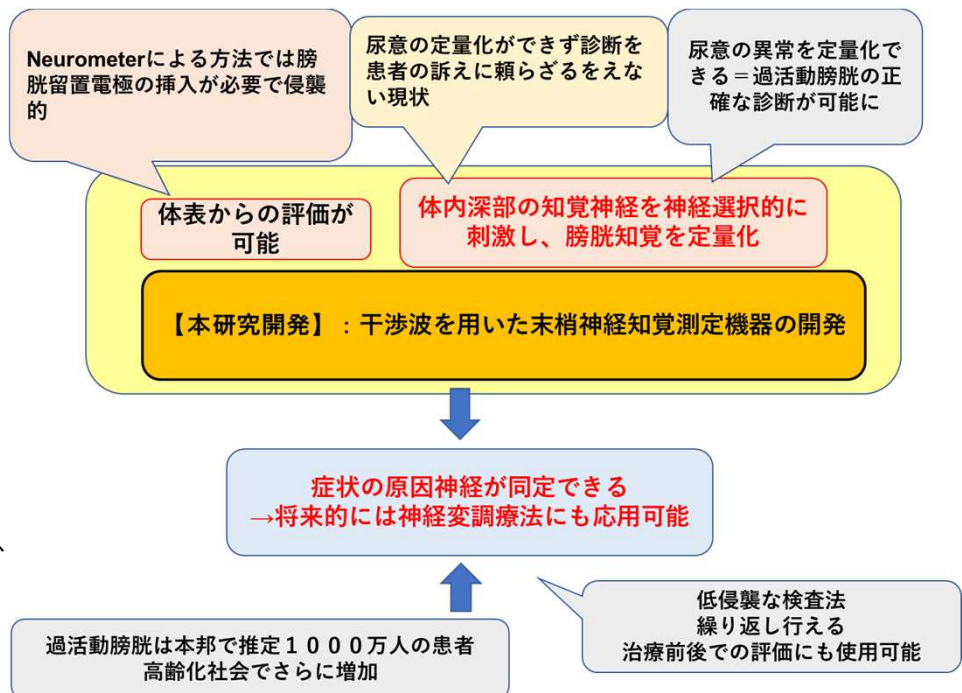 Neurometerによる方法では膀
胱留置電極の挿入が必要で侵襲
的
尿意の定量化ができず診断を
患者の訴えに頼らざるをえな
い現状
尿意の異常を定量化で
きる＝過活動膀胱の正
確な診断が可能に
体表からの評価が
可能
体内深部の知覚神経を神経選択的に
刺激し、膀胱知覚を定量化
【本研究開発】：干渉波を用いた末梢神経知覚測定機器の開発
症状の原因神経が同定できる
→将来的には神経変調療法にも応用可能
、
過活動膀胱は本邦で推定１０００万人の患者
高齢化社会でさらに増加
低侵襲な検査法
繰り返し行える
治療前後での評価にも使用可能